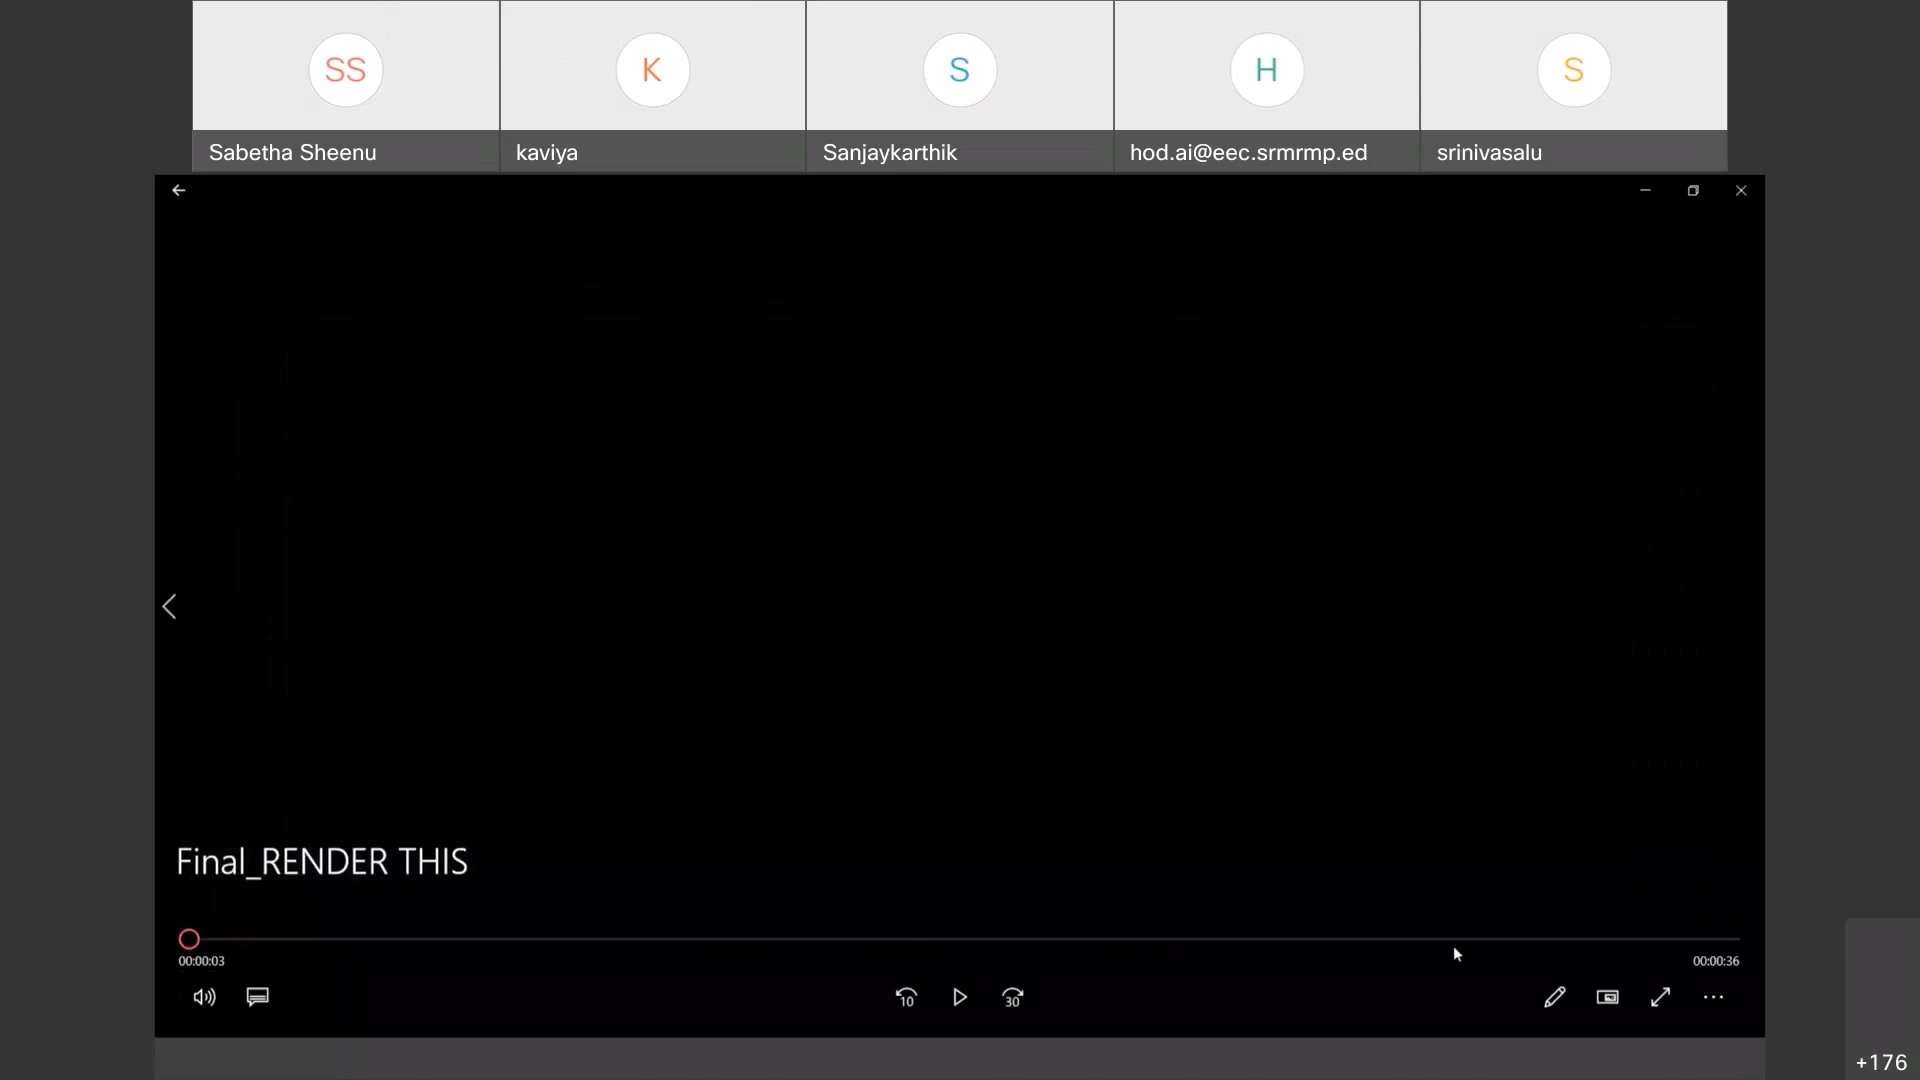 SS K S H S
Sabetha Sheenu kaviya Sanjaykarthik hod.ai@eec.srmrmp.ed srinivasalu
Final_RENDER THIS
00:00:03 00:00:36
10 30
+176